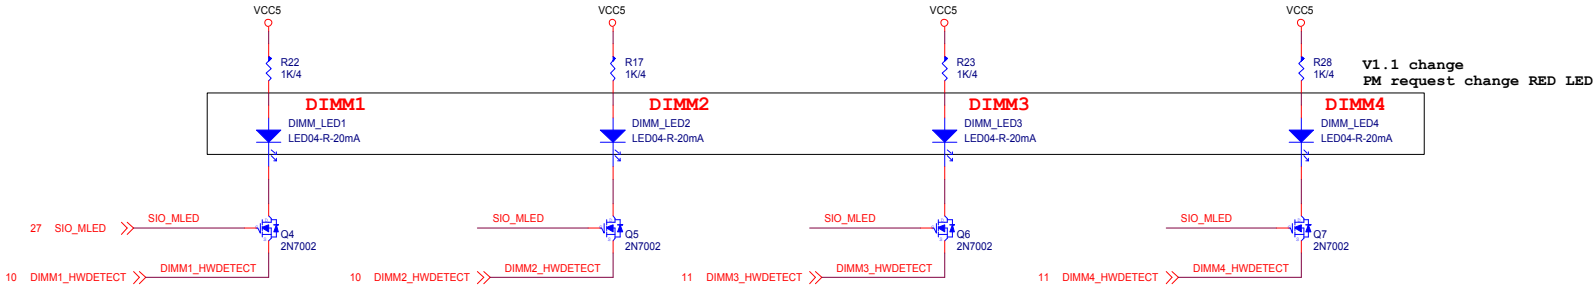 VCC5
VCC5
VCC5
VCC5
R22
1K/4
R17
1K/4
R23
1K/4
R28
1K/4
V1.1 change
PM request change RED LED
DIMM1
DIMM2
DIMM3
DIMM4
DIMM_LED1
LED04-R-20mA
DIMM_LED2
LED04-R-20mA
DIMM_LED3
LED04-R-20mA
DIMM_LED4
LED04-R-20mA
27 SIO_MLED
SIO_MLED
SIO_MLED
SIO_MLED
SIO_MLED
Q4
2N7002
Q5
2N7002
Q6
2N7002
Q7
2N7002
10 DIMM1_HWDETECT
DIMM1_HWDETECT
10 DIMM2_HWDETECT
DIMM2_HWDETECT
11 DIMM3_HWDETECT
DIMM3_HWDETECT
11 DIMM4_HWDETECT
DIMM4_HWDETECT